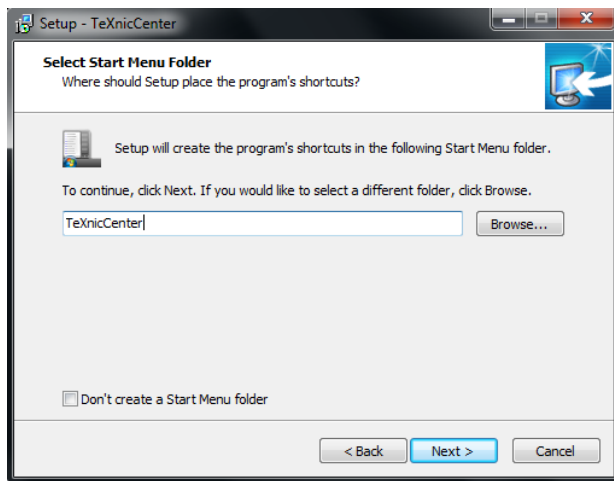 Setup - TeXnicCenter
Select Start Menu Folder
Where should Setup place the program's shortcuts?
Setup will create the program's shortcuts in the following Start Menu folder.
To continue, click Next. If you would like to select a different folder, click Browse.
TeXnicCenter
Browse...
Don't create a Start Menu folder
< Back
Next >
Cancel